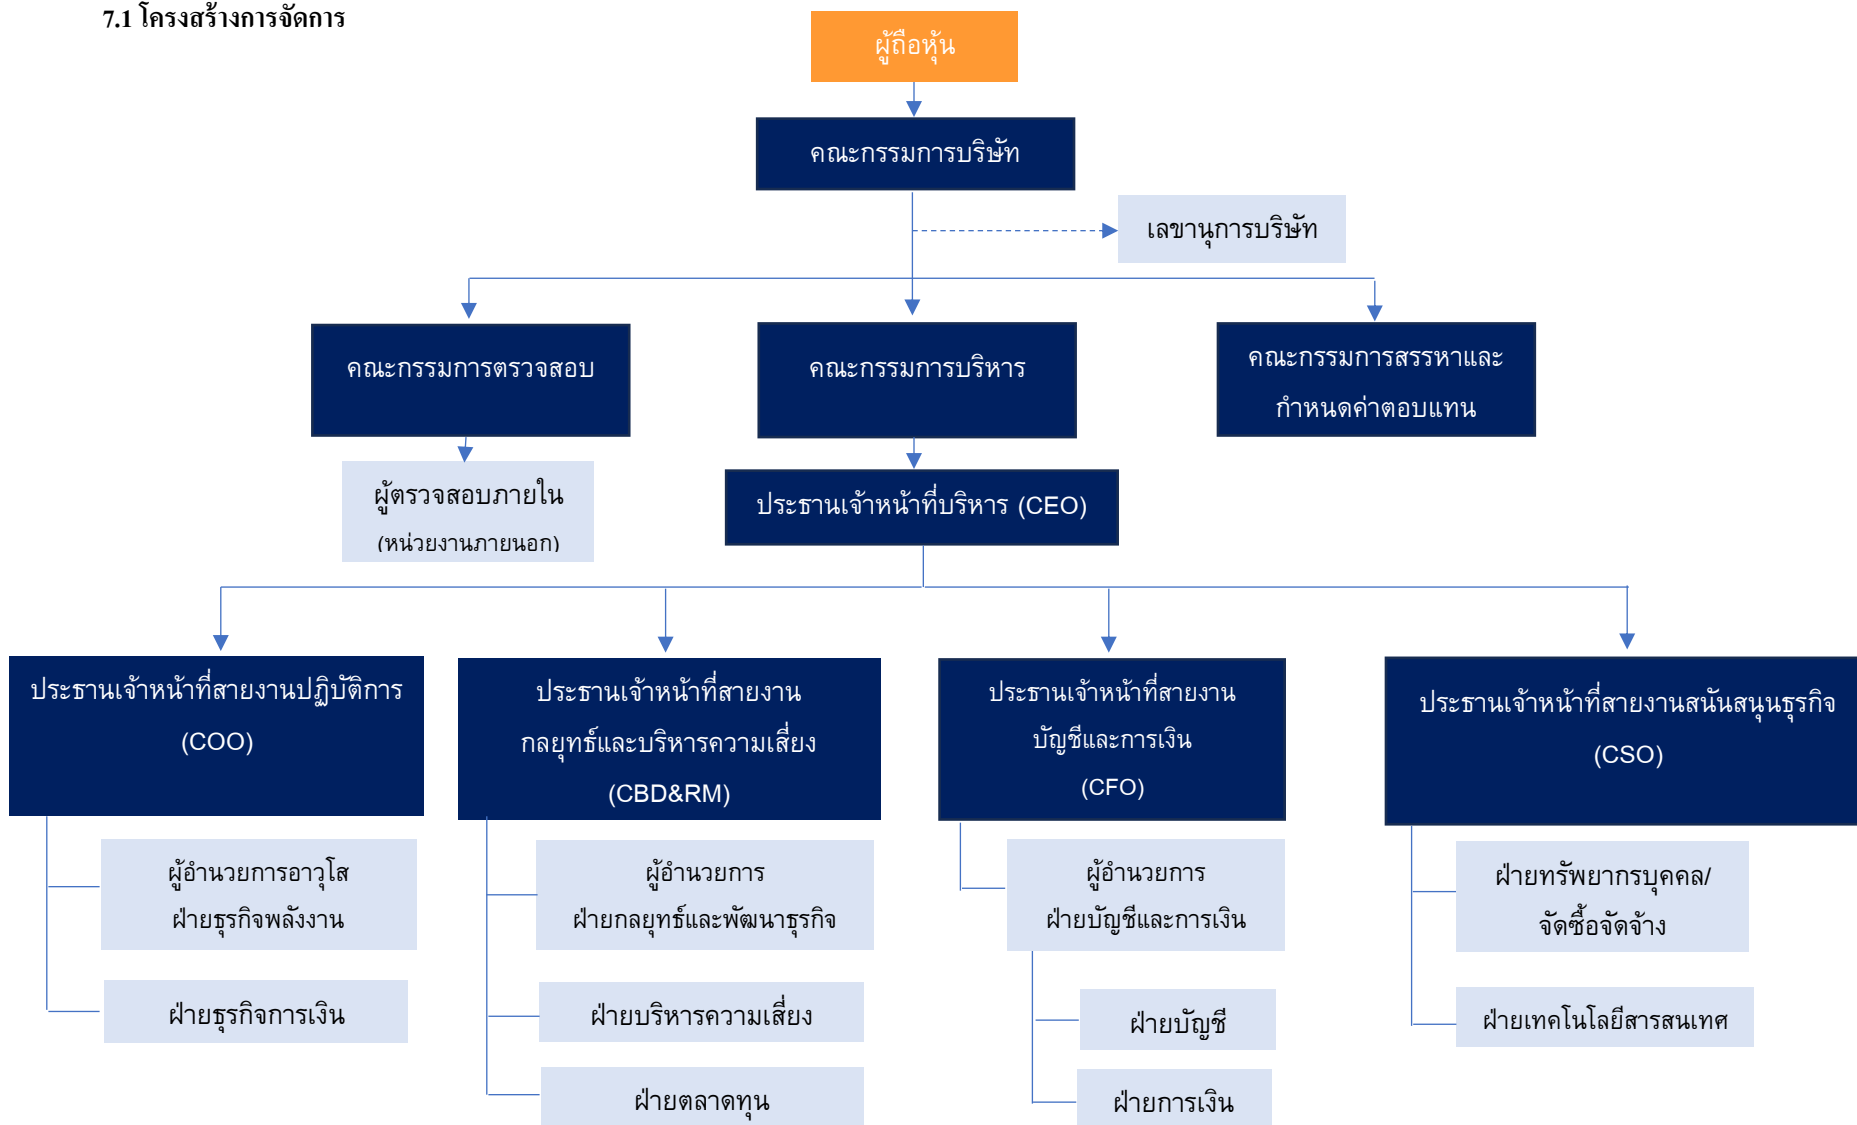 7.1 โครงสร้างการจัดการ
ผู้ถือหุ้น
คณะกรรมการบริษัท
เลขานุการบริษัท
คณะกรรมการตรวจสอบ
คณะกรรมการบริหาร
คณะกรรมการสรรหาและ
กำหนดค่าตอบแทน
ผู้ตรวจสอบภายใน
(หน่วยงานภายนอก)
ประธานเจ้าหน้าที่บริหาร (CEO)
ประธานเจ้าหน้าที่สายงานปฏิบัติการ
(COO)
ประธานเจ้าหน้าที่สายงาน
กลยุทธ์และบริหารความเสี่ยง
(CBD&RM)
ประธานเจ้าหน้าที่สายงาน
บัญชีและการเงิน
(CFO)
ประธานเจ้าหน้าที่สายงานสนันสนุนธุรกิจ
(CSO)
ผู้อำนวยการอาวุโส
ฝ่ายธุรกิจพลังงาน
ฝ่ายธุรกิจการเงิน
ผู้อำนวยการ
ฝ่ายกลยุทธ์และพัฒนาธุรกิจ
ฝ่ายบริหารความเสี่ยง
ฝ่ายตลาดทุน
ผู้อำนวยการ
ฝ่ายบัญชีและการเงิน
ฝ่ายบัญชี
ฝ่ายการเงิน
ฝ่ายทรัพยากรบุคคล/
จัดซื้อจัดจ้าง
ฝ่ายเทคโนโลยีสารสนเทศ